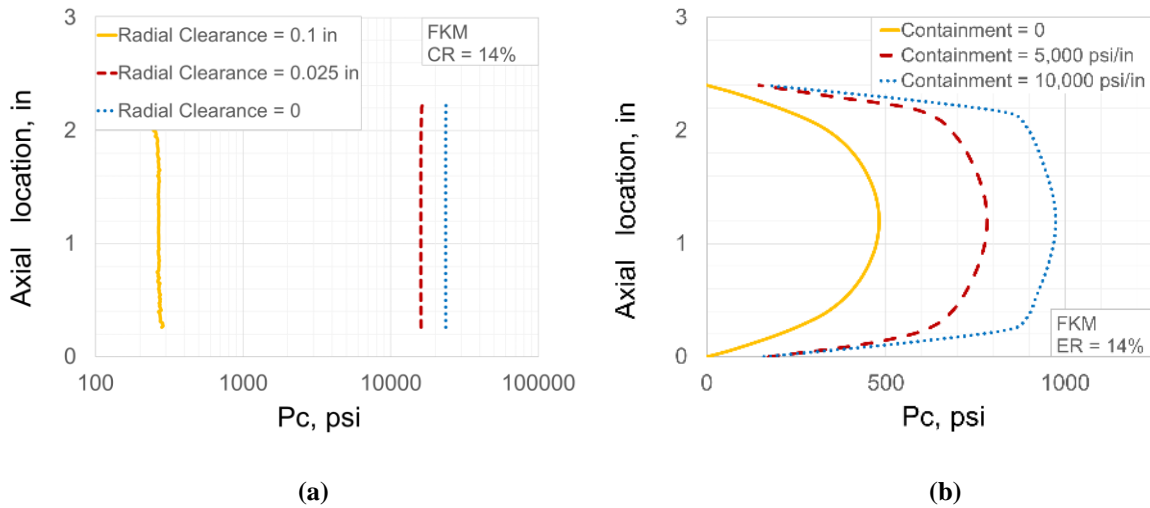 3
Radial Clearance = 0.1 in
Radial Clearance = 0.025 in
Radial Clearance = 0
FKM
CR = 14%
2
1
0
Axial location, in
100
1000
10000
100000
Pc, psi
(a)
3
Containment = 0
Containment = 5,000 psi/in
Containment = 10,000 psi/in
2
1
FKM
ER = 14%
0
Axial location, in
0
500
1000
Pc, psi
(b)